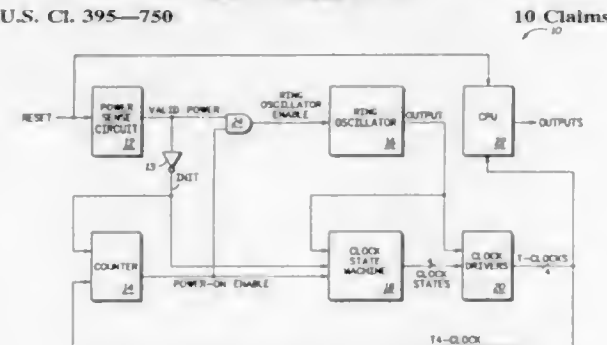 U.S. Cl. 395—750
10 Claims
10
RESET
POWER
SENSE
CIRCUIT
12
VALID POWER
24
RING
OSCILLATOR
ENABLE
RING
OSCILLATOR
16
OUTPUT
CPU
22
OUTPUTS
13
INIT
COUNTER
14
POWER-ON ENABLE
CLOCK
STATE
MACHINE
18
CLOCK
STATES
CLOCK
DRIVERS
20
T-CLOCKS
4
T4-CLOCK